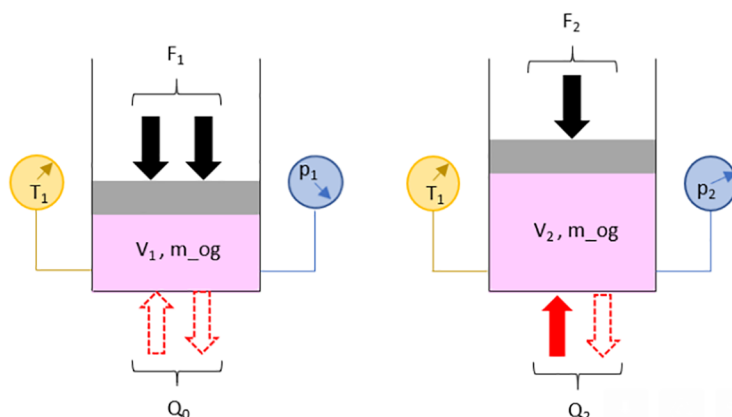 F₁
T₁
p₁
V₁, m_og
Q₀
F₂
T₁
p₂
V₂, m_og
Q₂